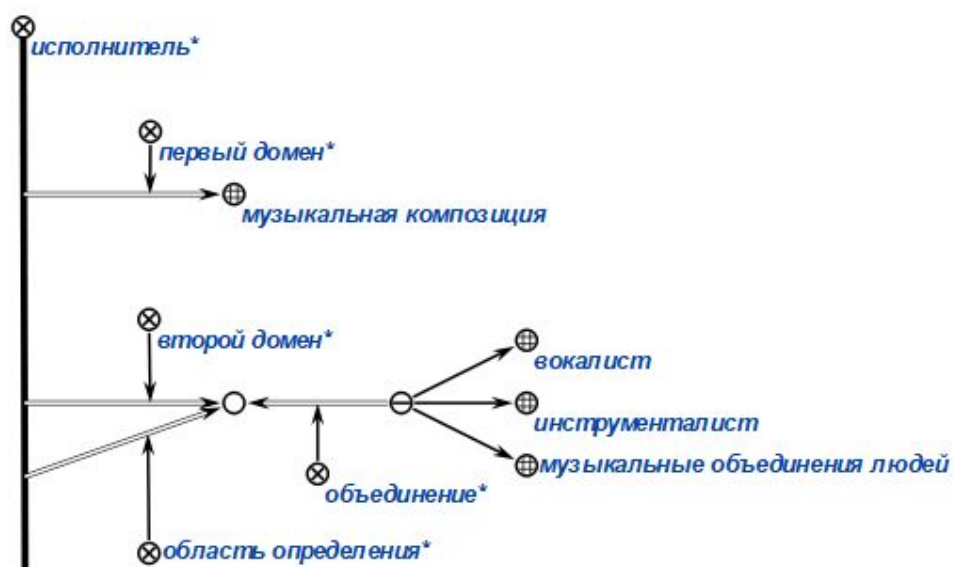 исполнитель*
первый домен*
музыкальная композиция
второй домен*
вокалист
инструменталист
музыкальные объединения людей
объединение*
область определения*